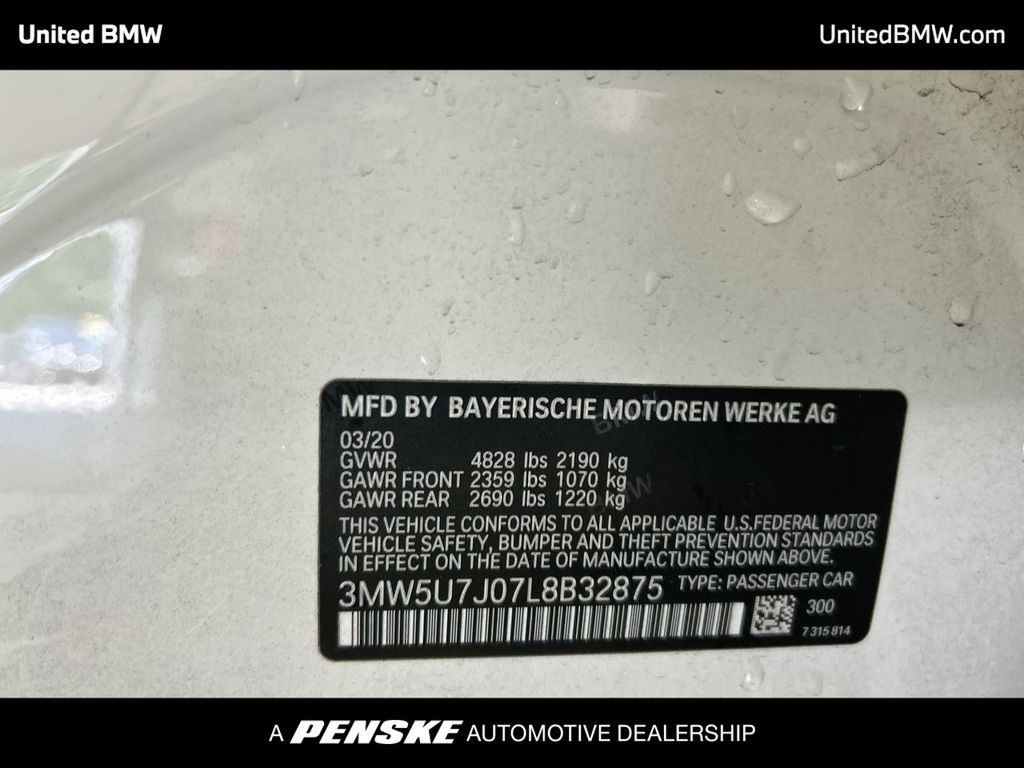 United BMW
UnitedBMW.com
MFD BY BAYERISCHE MOTOREN WERKE AG
03/20
GVWR 4828 lbs 2190 kg
GAWR FRONT 2359 lbs 1070 kg
GAWR REAR 2690 lbs 1220 kg
THIS VEHICLE CONFORMS TO ALL APPLICABLE U.S.FEDERAL MOTOR
VEHICLE SAFETY, BUMPER AND THEFT PREVENTION STANDARDS
IN EFFECT ON THE DATE OF MANUFACTURE SHOWN ABOVE.
3MW5U7J07L8B32875 TYPE: PASSENGER CAR
300
7 315 814
A PENSKE AUTOMOTIVE DEALERSHIP